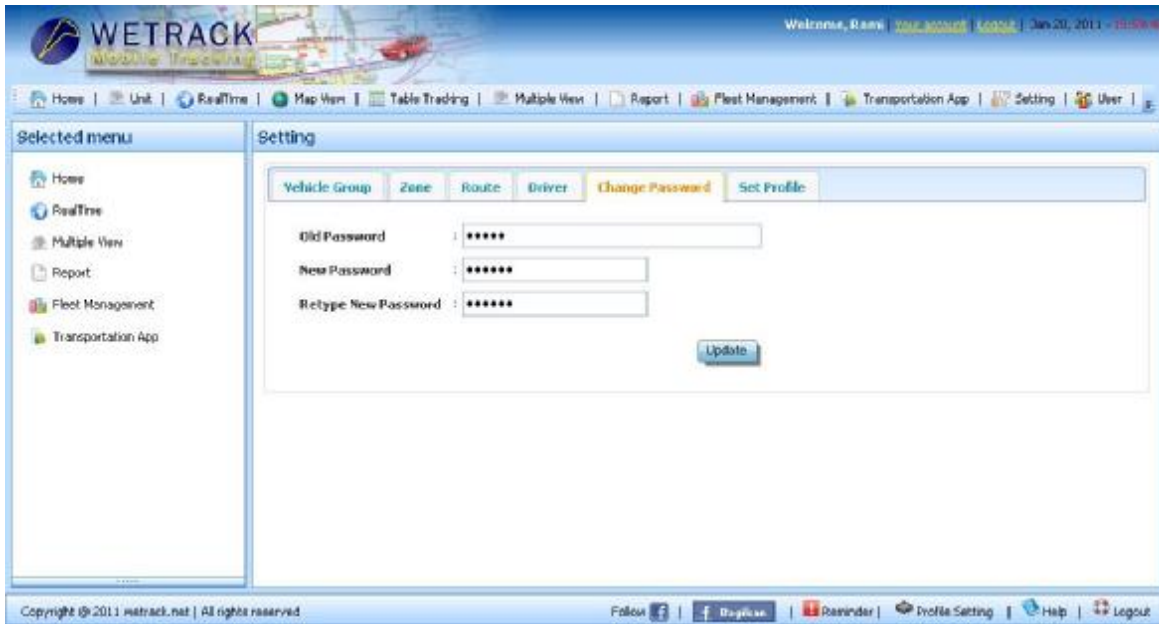 WETRACK
Mobile Tracking
Welcome, Rami | Your account | Logout | Jan 20, 2011 -
Home | Unit | RealTime | Map View | Table Tracking | Multiple View | Report | Fleet Management | Transportation App | Setting | User |
Selected menu
Setting
Home
RealTime
Multiple View
Report
Fleet Management
Transportation App
Vehicle Group
Zone
Route
Driver
Change Password
Set Profile
Old Password : •••••
New Password : ••••••
Retype New Password : ••••••
Update
Copyright @ 2011 wetrack.net | All rights reserved
Follow | | Reminder | Profile Setting | Help | Logout